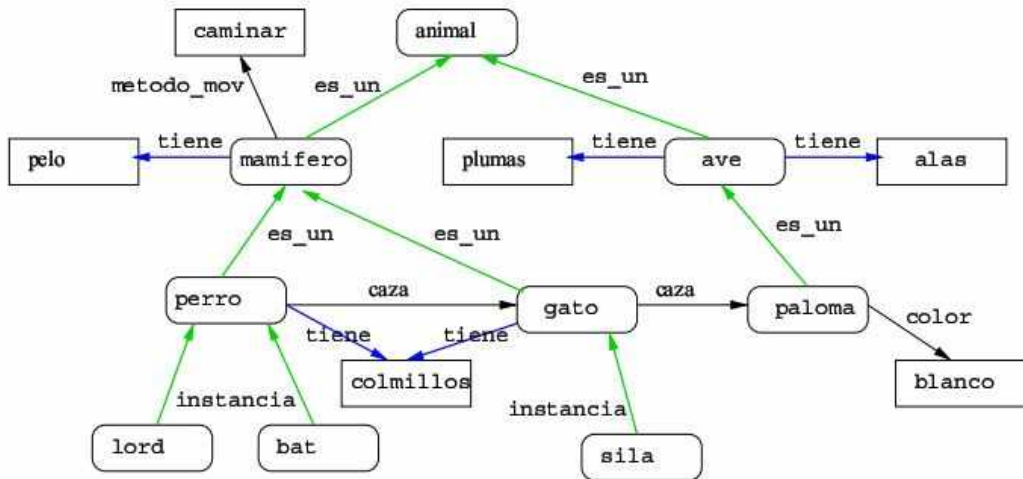 caminar
animal
es_un
es_un
metodo_mov
tiene
tiene
tiene
pelo
mamifero
plumas
ave
alas
es_un
es_un
es_un
caza
caza
perro
gato
paloma
color
tiene
tiene
colmillos
blanco
instancia
instancia
lord
bat
sila